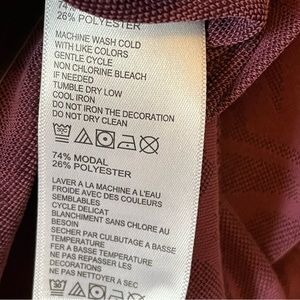 74% MODAL
26% POLYESTER
MACHINE WASH COLD
WITH LIKE COLORS
GENTLE CYCLE
NON CHLORINE BLEACH
IF NEEDED
TUMBLE DRY LOW
COOL IRON
DO NOT IRON THE DECORATION
DO NOT DRY CLEAN
74% MODAL
26% POLYESTER
LAVER A LA MACHINE A L'EAU
FROIDE AVEC DES COULEURS
SEMBLABLES
CYCLE DELICAT
BLANCHIMENT SANS CHLORE AU
BESOIN
SECHER PAR CULBUTAGE A BASSE
TEMPERATURE
FER A BASSE TEMPERATURE
NE PAS REPASSER LES
DECORATIONS
NE PAS NETTOYER A SEC